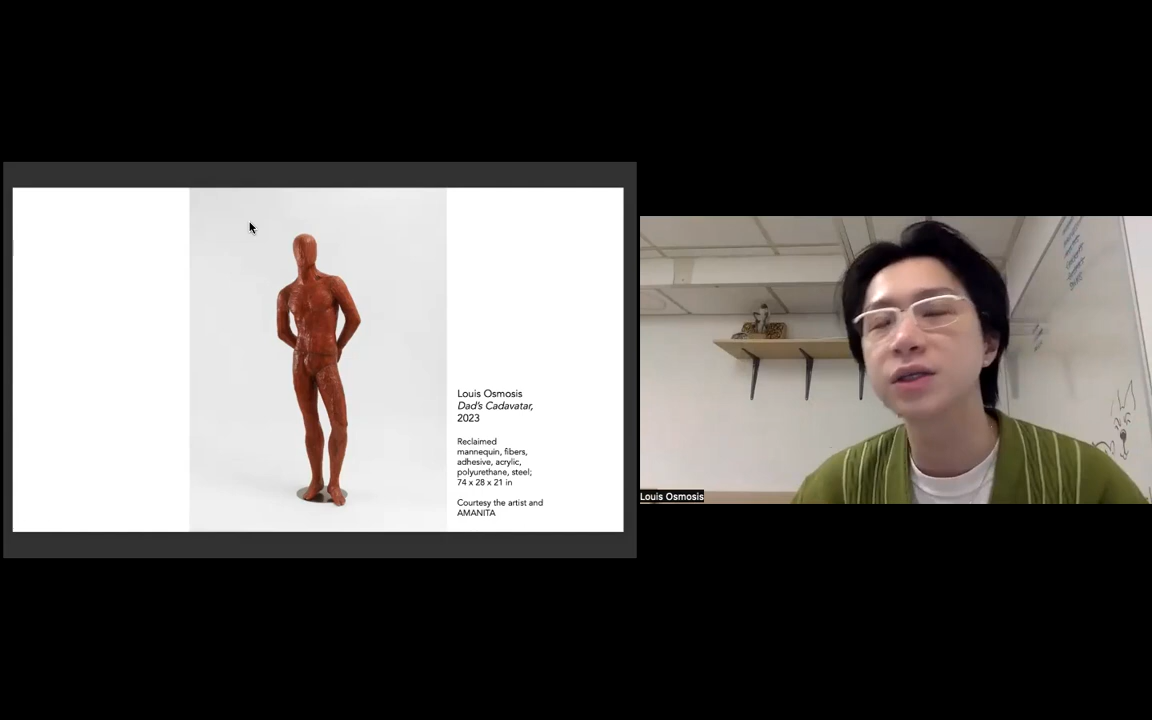 Louis Osmosis
Dad's Cadavatar,
2023
Reclaimed
mannequin, fibers,
adhesive, acrylic,
polyurethane, steel;
74 x 28 x 21 in
Courtesy the artist and
AMANITA
Louis Osmosis